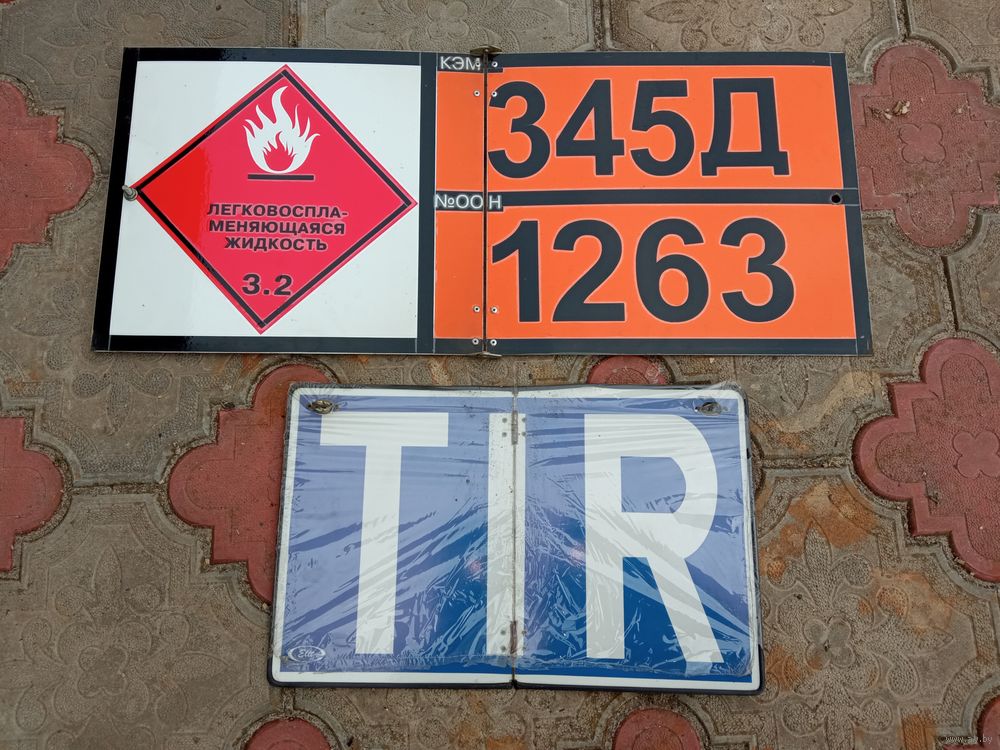 КЭМ
345Д
ЛЕГКОВОСПЛА-
МЕНЯЮЩАЯСЯ
ЖИДКОСТЬ
3.2
№ООН
1263
TIR